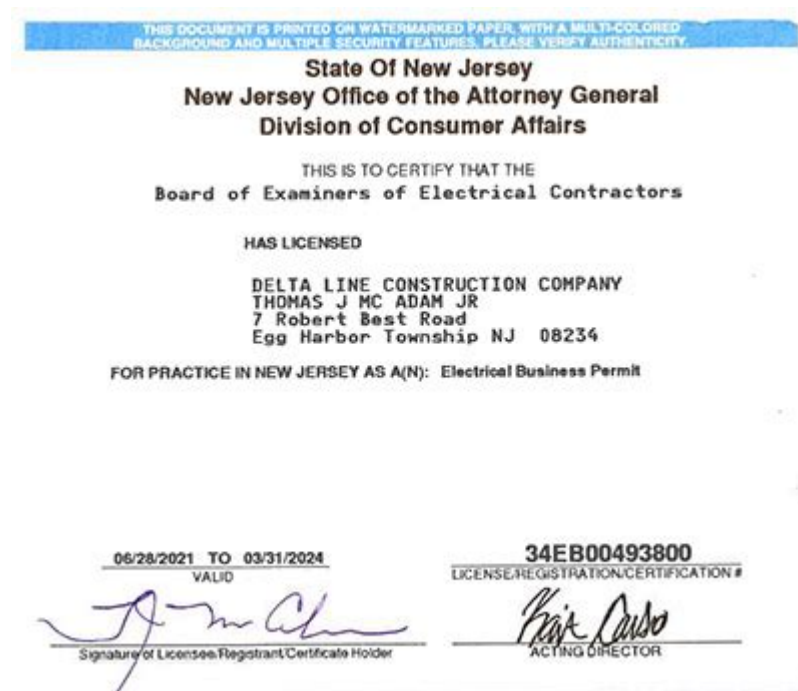 THIS DOCUMENT IS PRINTED ON WATERMARKED PAPER, WITH A MULTI-COLORED
BACKGROUND AND MULTIPLE SECURITY FEATURES. PLEASE VERIFY AUTHENTICITY.
State Of New Jersey
New Jersey Office of the Attorney General
Division of Consumer Affairs
THIS IS TO CERTIFY THAT THE
Board of Examiners of Electrical Contractors
HAS LICENSED
DELTA LINE CONSTRUCTION COMPANY
THOMAS J MC ADAM JR
7 Robert Best Road
Egg Harbor Township NJ 08234
FOR PRACTICE IN NEW JERSEY AS A(N): Electrical Business Permit
06/28/2021 TO 03/31/2024
VALID
34EB00493800
LICENSE/REGISTRATION/CERTIFICATION #
Signature of Licensee/Registrant/Certificate Holder
ACTING DIRECTOR